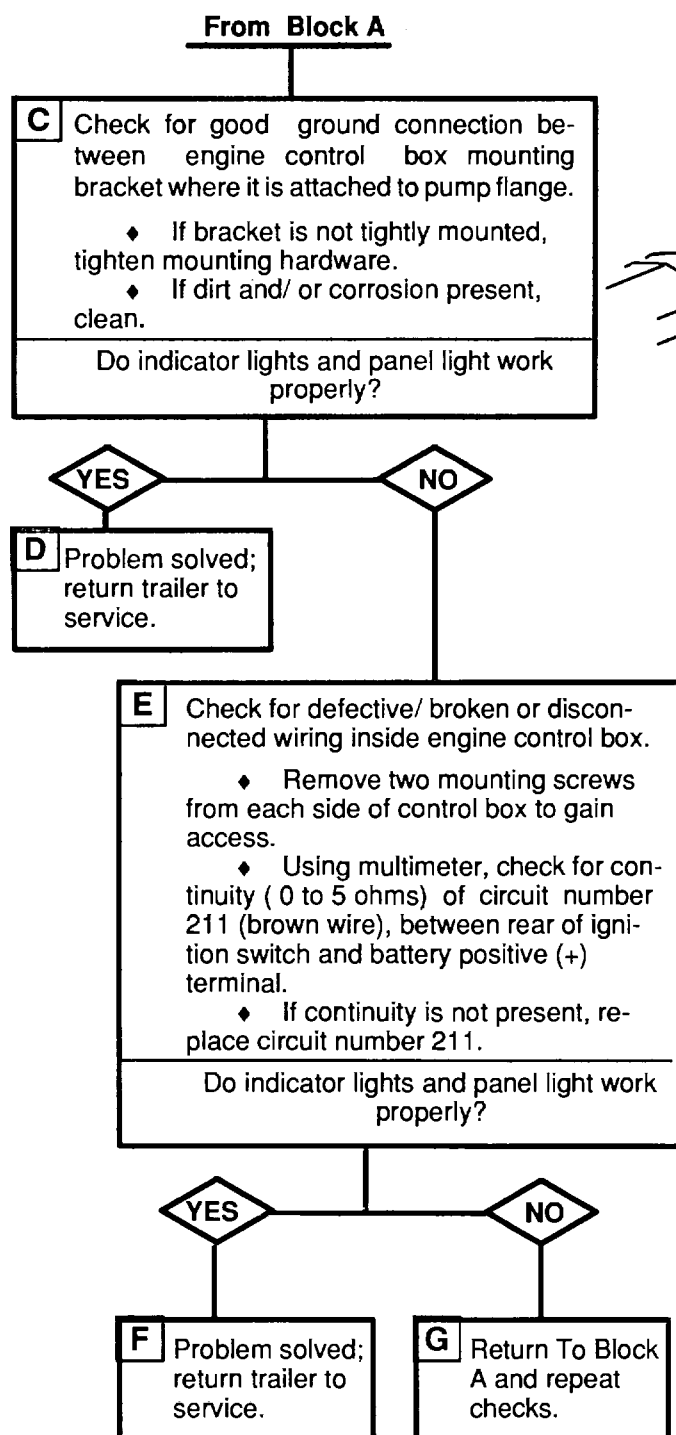 From Block A
C
Check for good ground connection be-
tween engine control box mounting
bracket where it is attached to pump flange.
♦ If bracket is not tightly mounted,
tighten mounting hardware.
♦ If dirt and/ or corrosion present,
clean.
Do indicator lights and panel light work
properly?
YES
NO
D
Problem solved;
return trailer to
service.
E
Check for defective/ broken or discon-
nected wiring inside engine control box.
♦ Remove two mounting screws
from each side of control box to gain
access.
♦ Using multimeter, check for con-
tinuity ( 0 to 5 ohms) of circuit number
211 (brown wire), between rear of igni-
tion switch and battery positive (+)
terminal.
♦ If continuity is not present, re-
place circuit number 211.
Do indicator lights and panel light work
properly?
YES
NO
F
Problem solved;
return trailer to
service.
G
Return To Block
A and repeat
checks.